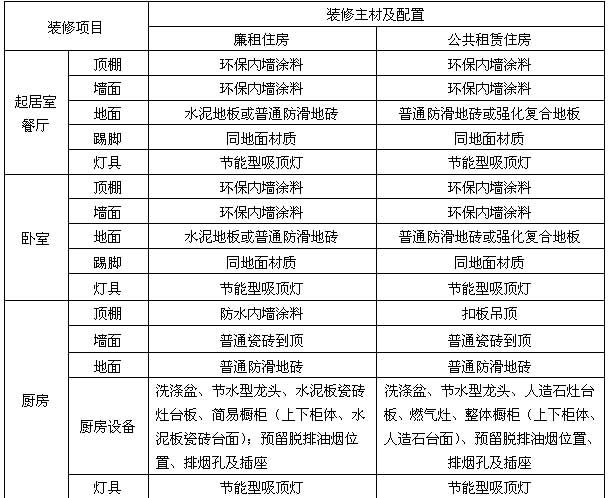 装修项目
装修主材及配置
廉租住房 公共租赁住房
起居室
餐厅
顶棚 环保内墙涂料 环保内墙涂料
墙面 环保内墙涂料 环保内墙涂料
地面 水泥地板或普通防滑地砖 普通防滑地砖或强化复合地板
踢脚 同地面材质 同地面材质
灯具 节能型吸顶灯 节能型吸顶灯
卧室
顶棚 环保内墙涂料 环保内墙涂料
墙面 环保内墙涂料 环保内墙涂料
地面 水泥地板或普通防滑地砖 普通防滑地砖或强化复合地板
踢脚 同地面材质 同地面材质
灯具 节能型吸顶灯 节能型吸顶灯
厨房
顶棚 防水内墙涂料 扣板吊顶
墙面 普通瓷砖到顶 普通瓷砖到顶
地面 普通防滑地砖 普通防滑地砖
厨房设备
洗涤盆、节水型龙头、水泥板瓷砖
灶台板、简易橱柜（上下柜体、水
泥板瓷砖台面）；预留脱排油烟位
置、排烟孔及插座
洗涤盆、节水型龙头、人造石灶台
板、燃气灶、整体橱柜（上下柜体、
人造石台面）、预留脱排油烟位置、
排烟孔及插座
灯具 节能型吸顶灯 节能型吸顶灯